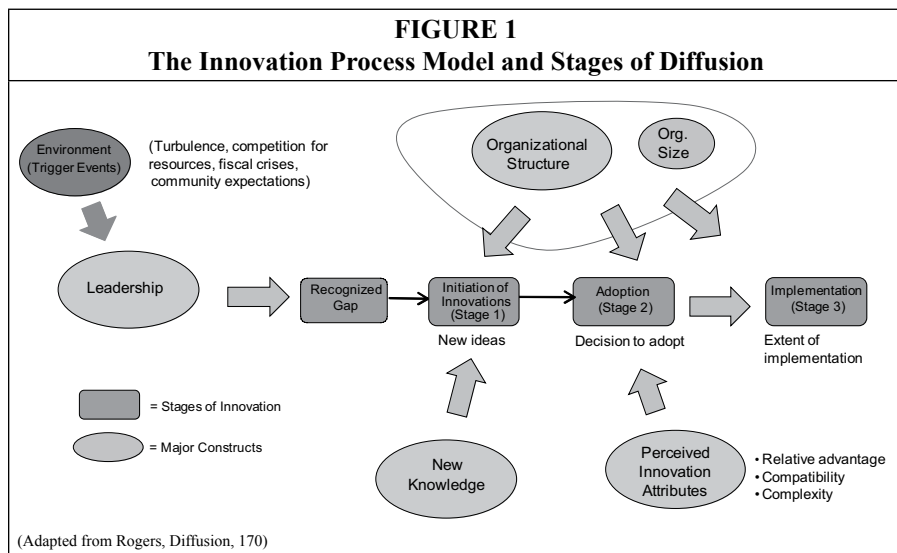 FIGURE 1
The Innovation Process Model and Stages of Diffusion
Environment
(Trigger Events)
(Turbulence, competition for
resources, fiscal crises,
community expectations)
Organizational
Structure
Org.
Size
Leadership
Recognized
Gap
Initiation of
Innovations
(Stage 1)
New ideas
Adoption
(Stage 2)
Decision to adopt
Implementation
(Stage 3)
Extent of
implementation
= Stages of Innovation
= Major Constructs
New
Knowledge
Perceived
Innovation
Attributes
• Relative advantage
• Compatibility
• Complexity
(Adapted from Rogers, Diffusion, 170)